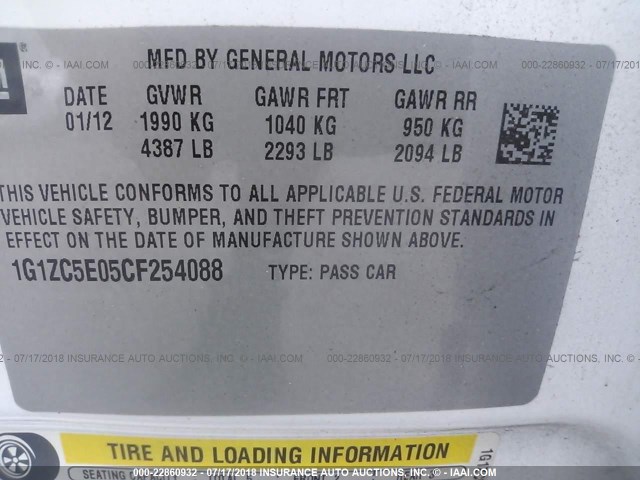 MFD BY GENERAL MOTORS LLC
DATE GVWR GAWR FRT GAWR RR
01/12 1990 KG 1040 KG 950 KG
4387 LB 2293 LB 2094 LB
THIS VEHICLE CONFORMS TO ALL APPLICABLE U.S. FEDERAL MOTOR
VEHICLE SAFETY, BUMPER, AND THEFT PREVENTION STANDARDS IN
EFFECT ON THE DATE OF MANUFACTURE SHOWN ABOVE.
1G1ZC5E05CF254088 TYPE: PASS CAR
TIRE AND LOADING INFORMATION
SEATING CAPACITY
000-22860932 - 07/17/2018 INSURANCE AUTO AUCTIONS, INC. - © IAAI.COM